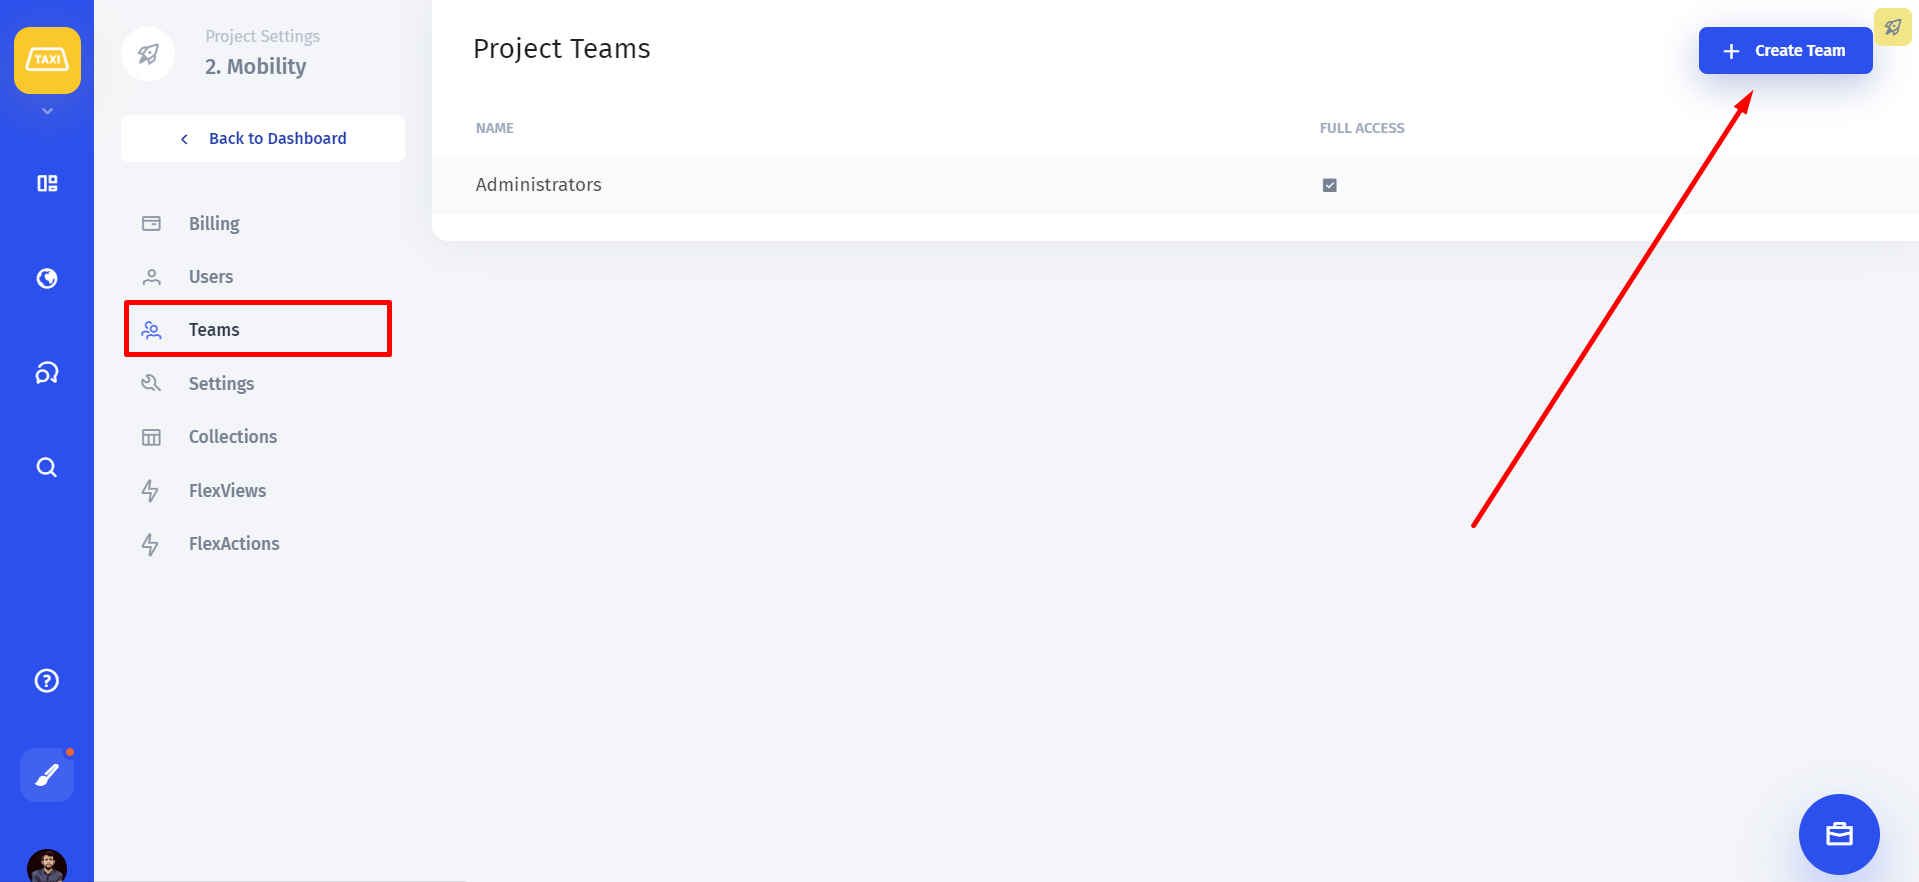 TAXI
Project Settings
2. Mobility
Back to Dashboard
Billing
Users
Teams
Settings
Collections
FlexViews
FlexActions
Project Teams
Create Team
NAME
FULL ACCESS
Administrators